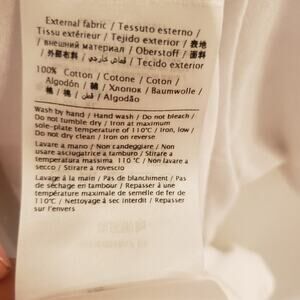 External fabric / Tessuto esterno /
Tissu extérieur / Tejido exterior / 表地
/ внешний материал / Oberstoff / 面料
/ 外部布料 / قماش خارجي / Tecido exterior
100% Cotton / Cotone / Coton /
Algodón / 綿 / Хлопок / Baumwolle /
棉 / 棉 / قطن / Algodão
Wash by hand / Hand wash / Do not bleach /
Do not tumble dry / Iron at maximum
sole-plate temperature of 110°C / Iron, low /
Do not dry clean / Iron on reverse
Lavare a mano / Non candeggiare / Non
usare asciugatrice a tamburo / Stirare a
temperatura massima 110 °C / Non lavare a
secco / Stirare a rovescio
Lavage à la main / Pas de blanchiment / Pas
de séchage en tambour / Repasser à une
température maximale de semelle de fer de
110°C / Nettoyage à sec interdit / Repasser
sur l'envers